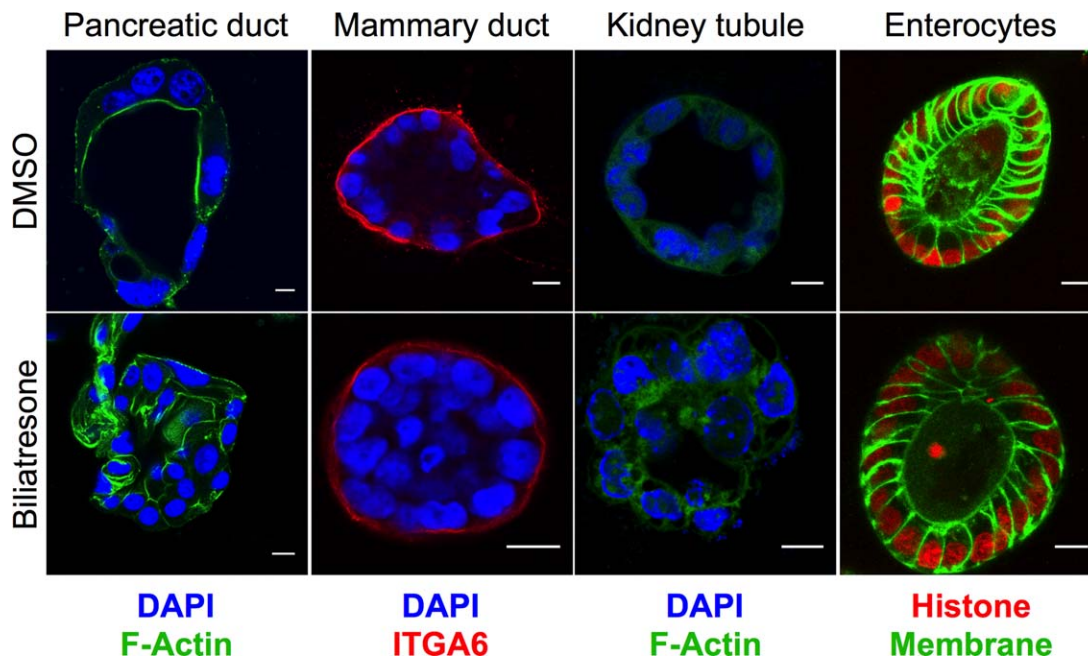 Pancreatic duct Mammary duct Kidney tubule Enterocytes
DMSO
Biliatresone
DAPI DAPI DAPI Histone
F-Actin ITGA6 F-Actin Membrane